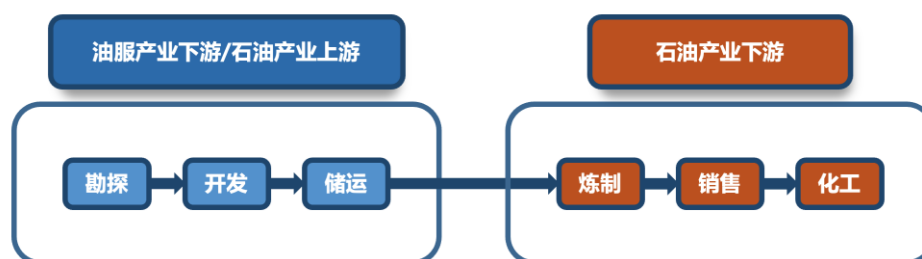 油服产业下游/石油产业上游
石油产业下游
勘探
开发
储运
炼制
销售
化工